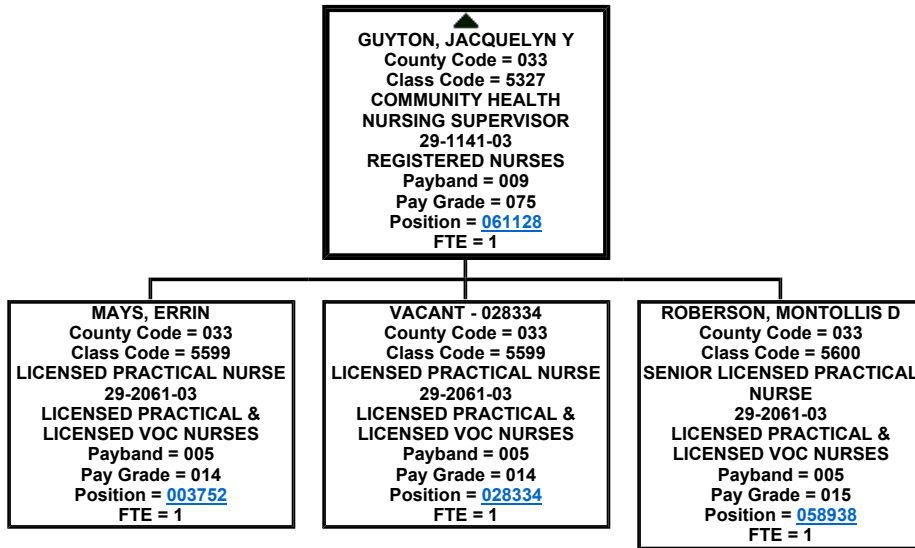 GUYTON, JACQUELYN Y
County Code = 033
Class Code = 5327
COMMUNITY HEALTH
NURSING SUPERVISOR
29-1141-03
REGISTERED NURSES
Payband = 009
Pay Grade = 075
Position = 061128
FTE = 1
MAYS, ERRIN
County Code = 033
Class Code = 5599
LICENSED PRACTICAL NURSE
29-2061-03
LICENSED PRACTICAL &
LICENSED VOC NURSES
Payband = 005
Pay Grade = 014
Position = 003752
FTE = 1
VACANT - 028334
County Code = 033
Class Code = 5599
LICENSED PRACTICAL NURSE
29-2061-03
LICENSED PRACTICAL &
LICENSED VOC NURSES
Payband = 005
Pay Grade = 014
Position = 028334
FTE = 1
ROBERSON, MONTOLLIS D
County Code = 033
Class Code = 5600
SENIOR LICENSED PRACTICAL
NURSE
29-2061-03
LICENSED PRACTICAL &
LICENSED VOC NURSES
Payband = 005
Pay Grade = 015
Position = 058938
FTE = 1